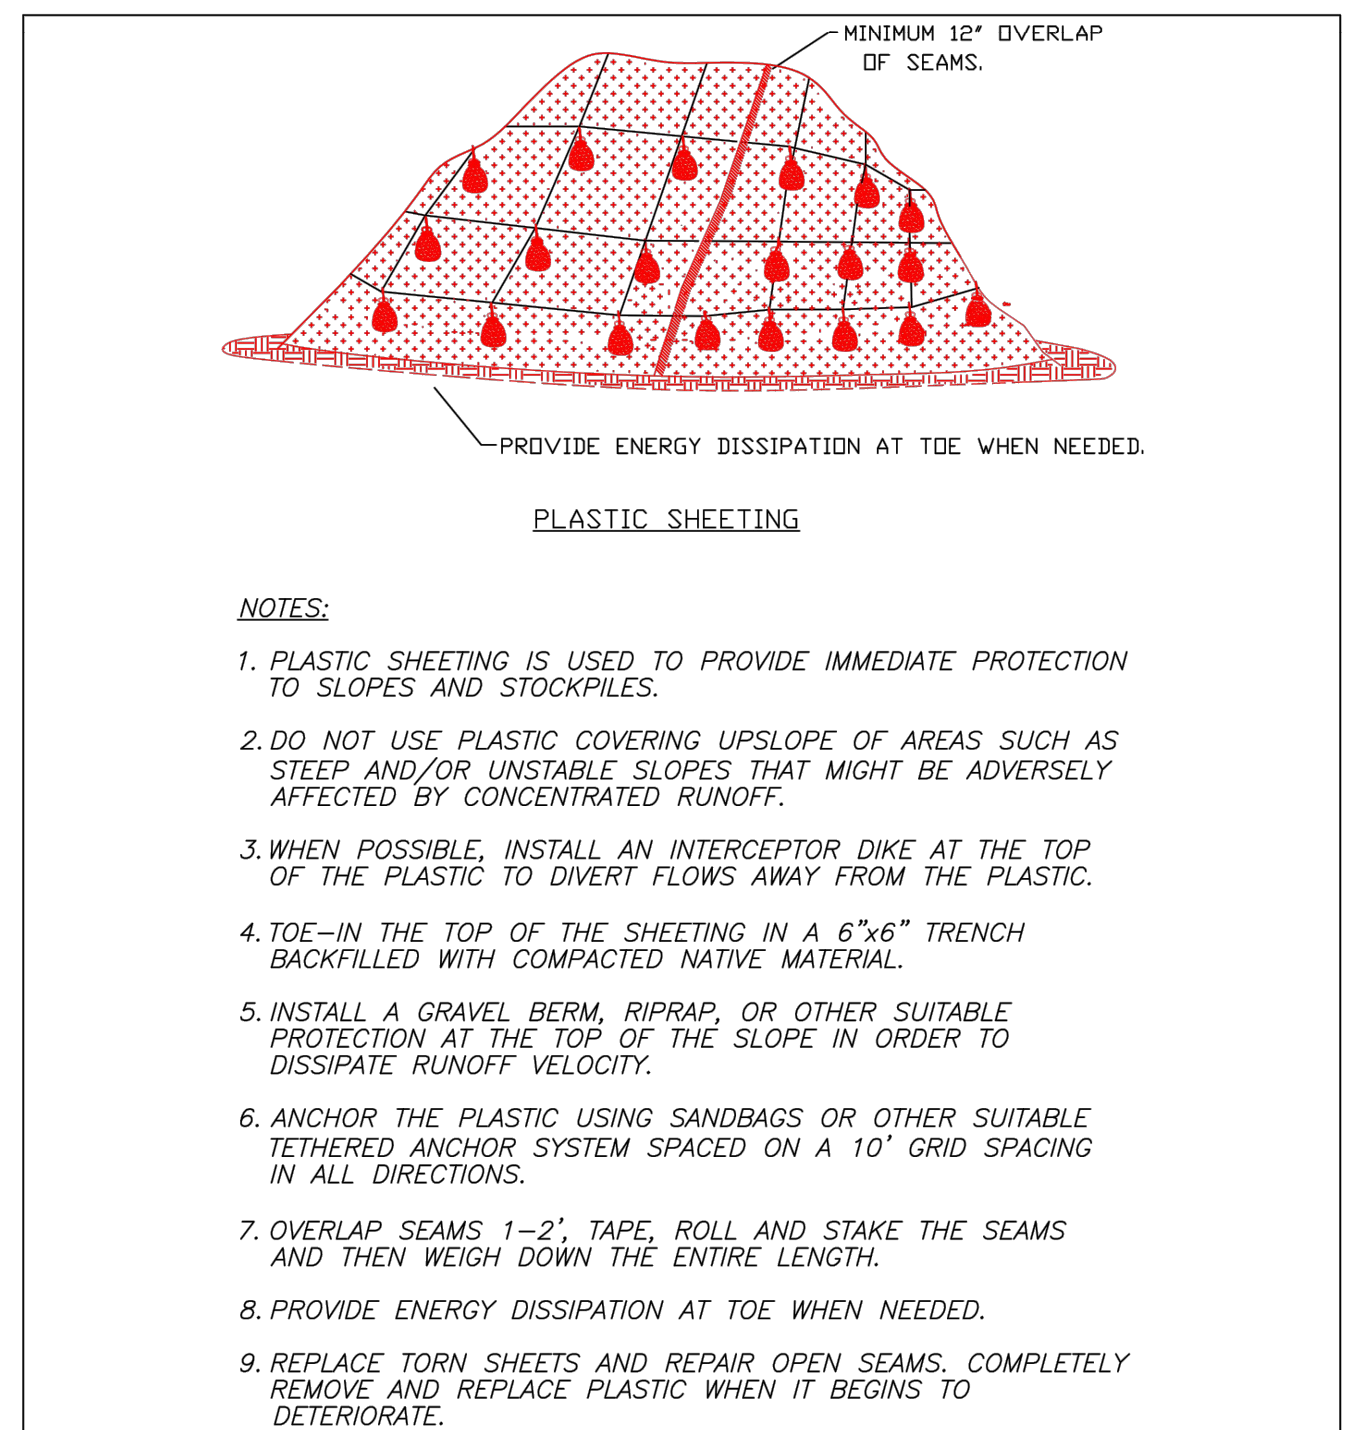 MINIMUM 12" OVERLAP
OF SEAMS.
PROVIDE ENERGY DISSIPATION AT TOE WHEN NEEDED.
PLASTIC SHEETING
NOTES:
1. PLASTIC SHEETING IS USED TO PROVIDE IMMEDIATE PROTECTION
TO SLOPES AND STOCKPILES.
2. DO NOT USE PLASTIC COVERING UPSLOPE OF AREAS SUCH AS
STEEP AND/OR UNSTABLE SLOPES THAT MIGHT BE ADVERSELY
AFFECTED BY CONCENTRATED RUNOFF.
3. WHEN POSSIBLE, INSTALL AN INTERCEPTOR DIKE AT THE TOP
OF THE PLASTIC TO DIVERT FLOWS AWAY FROM THE PLASTIC.
4. TOE-IN THE TOP OF THE SHEETING IN A 6"x6" TRENCH
BACKFILLED WITH COMPACTED NATIVE MATERIAL.
5. INSTALL A GRAVEL BERM, RIPRAP, OR OTHER SUITABLE
PROTECTION AT THE TOP OF THE SLOPE IN ORDER TO
DISSIPATE RUNOFF VELOCITY.
6. ANCHOR THE PLASTIC USING SANDBAGS OR OTHER SUITABLE
TETHERED ANCHOR SYSTEM SPACED ON A 10' GRID SPACING
IN ALL DIRECTIONS.
7. OVERLAP SEAMS 1-2', TAPE, ROLL AND STAKE THE SEAMS
AND THEN WEIGH DOWN THE ENTIRE LENGTH.
8. PROVIDE ENERGY DISSIPATION AT TOE WHEN NEEDED.
9. REPLACE TORN SHEETS AND REPAIR OPEN SEAMS. COMPLETELY
REMOVE AND REPLACE PLASTIC WHEN IT BEGINS TO
DETERIORATE.